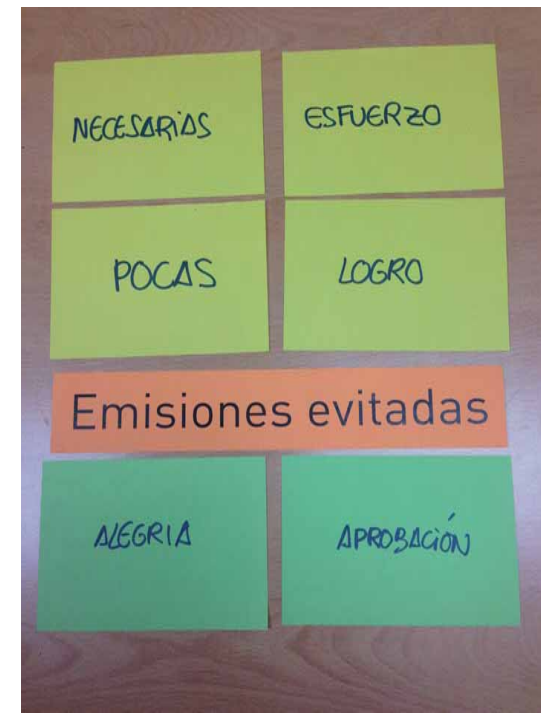 NECESARIAS
ESFUERZO
POCAS
LOGRO
Emisiones evitadas
ALEGRIA
APROBACIÓN